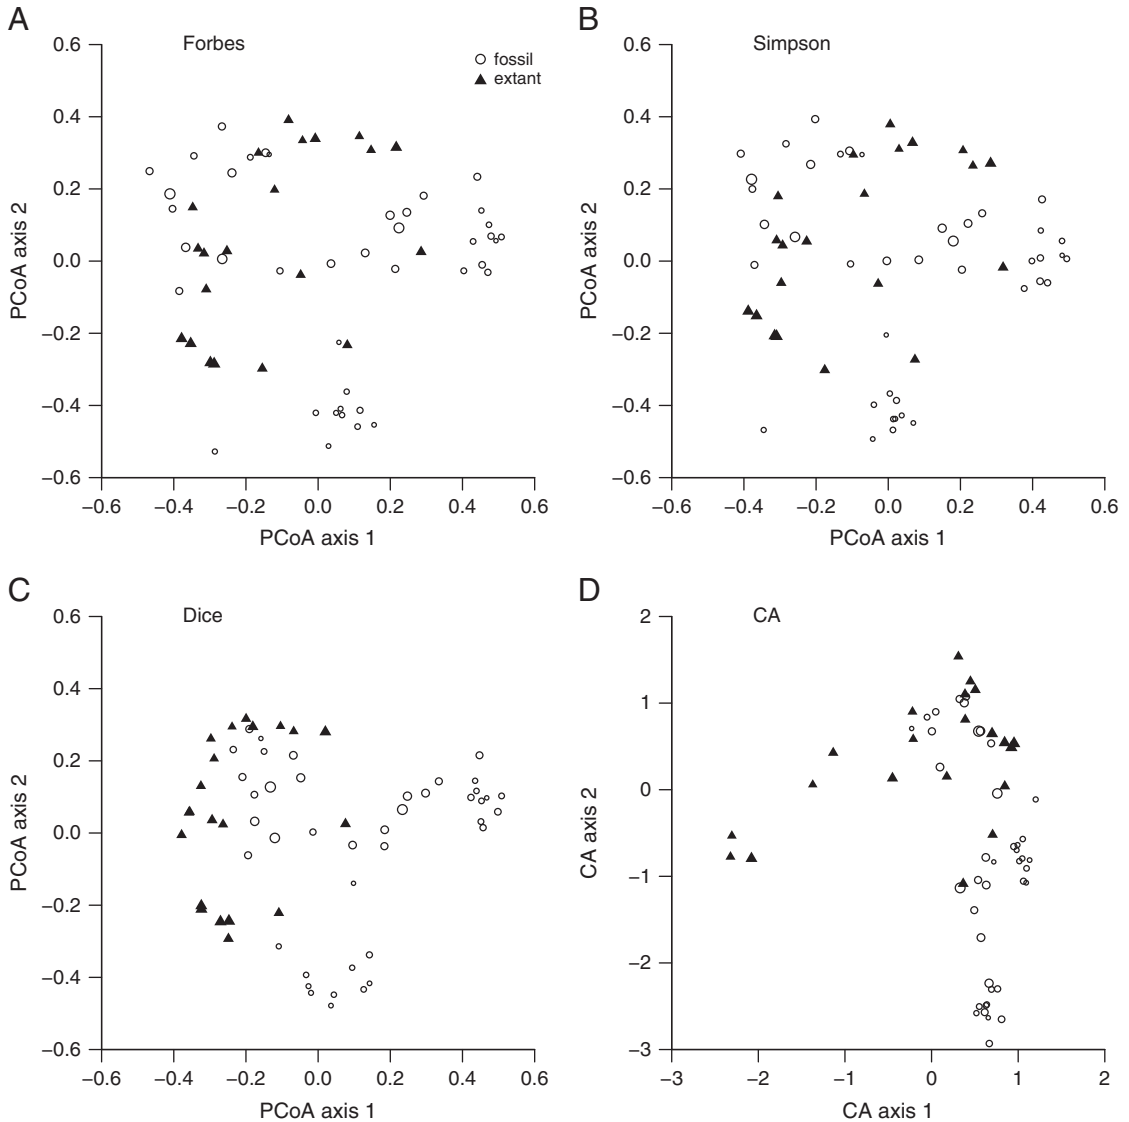 A
Forbes
0.6
0.4
0.2
0.0
−0.2
−0.4
−0.6
PCoA axis 2
−0.6 −0.4 −0.2 0.0 0.2 0.4 0.6
PCoA axis 1
fossil
extant
B
Simpson
0.6
0.4
0.2
0.0
−0.2
−0.4
−0.6
PCoA axis 2
−0.6 −0.4 −0.2 0.0 0.2 0.4 0.6
PCoA axis 1
C
Dice
0.6
0.4
0.2
0.0
−0.2
−0.4
−0.6
PCoA axis 2
−0.6 −0.4 −0.2 0.0 0.2 0.4 0.6
PCoA axis 1
D
CA
2
1
0
−1
−2
−3
CA axis 2
−3 −2 −1 0 1 2
CA axis 1